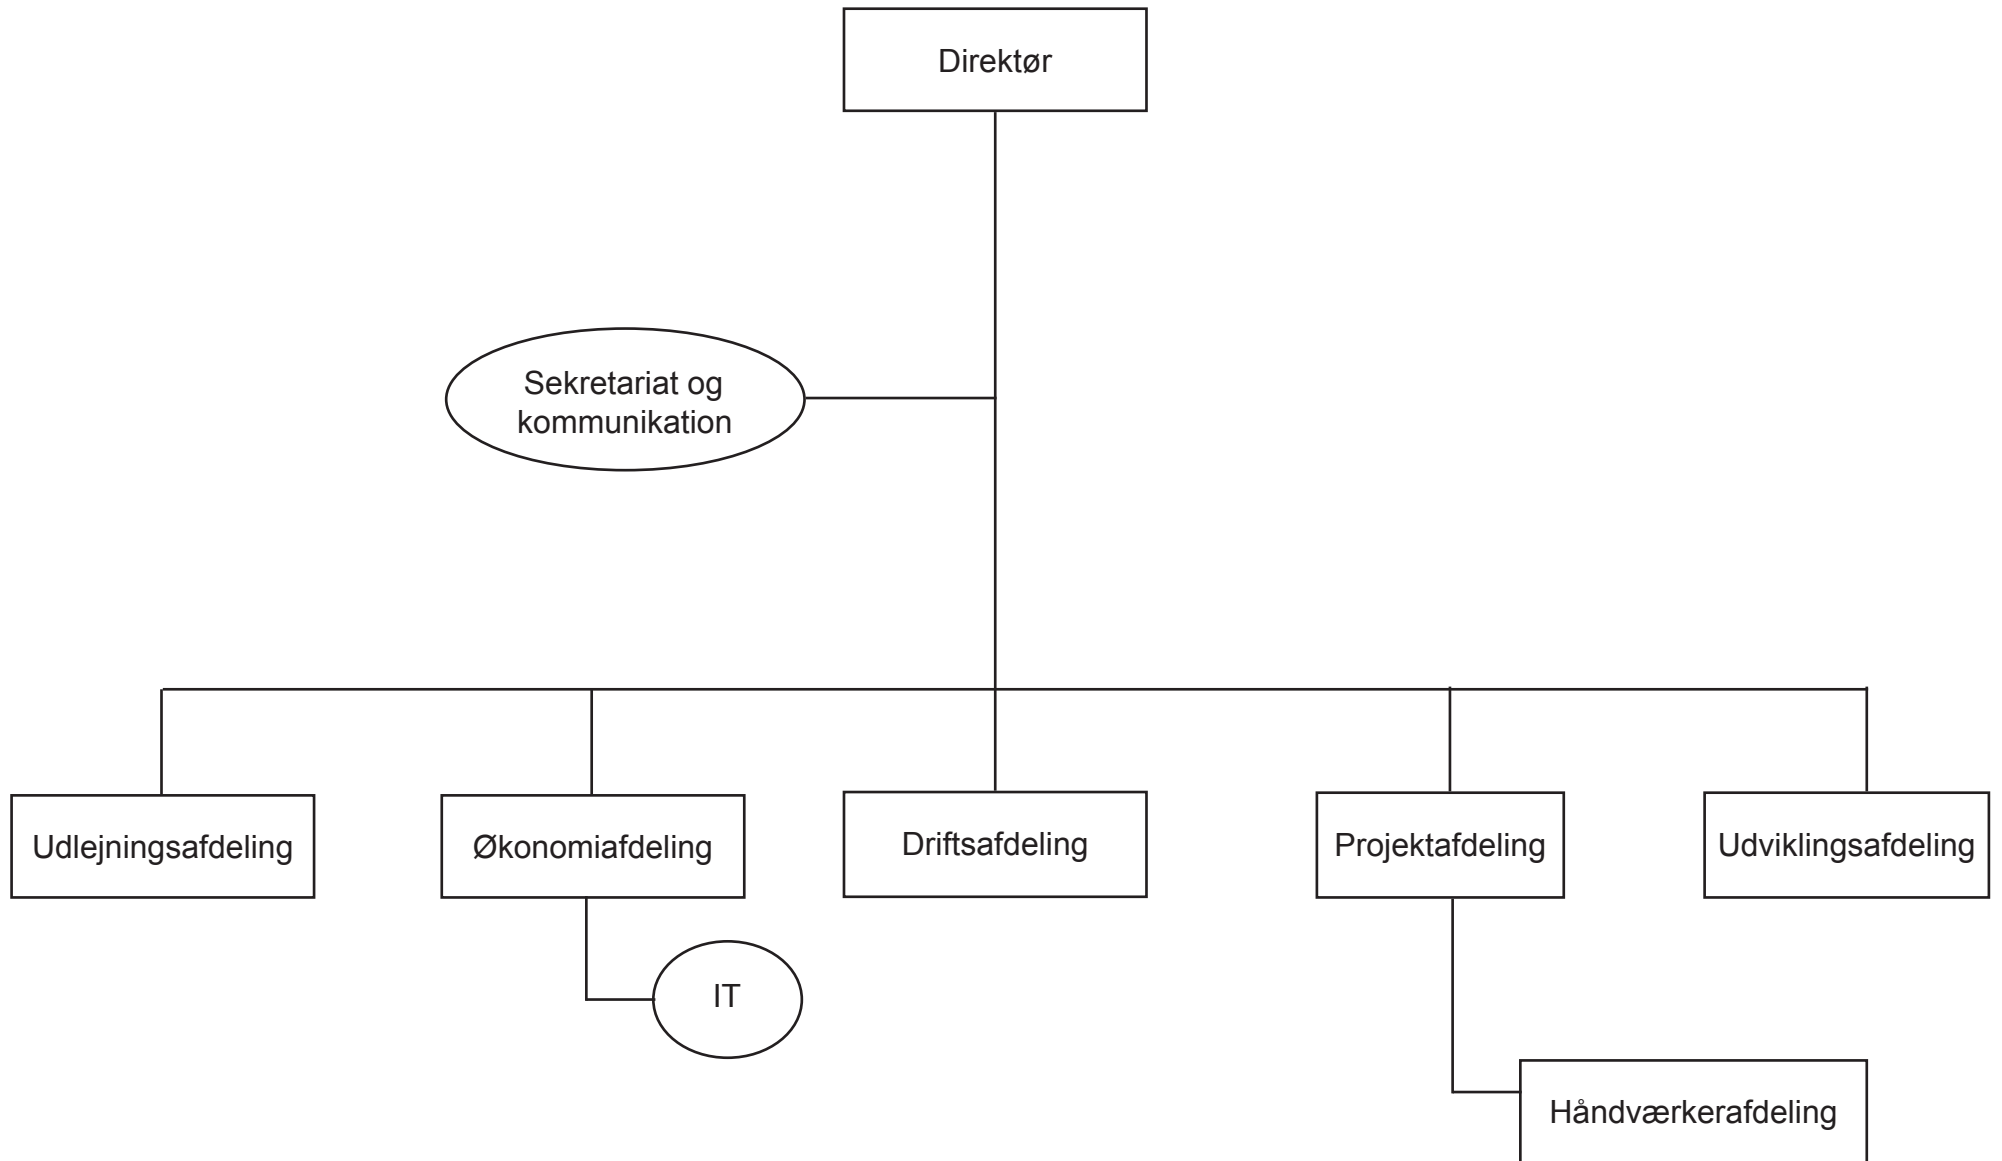 Direktør
Sekretariat og
kommunikation
Udlejningsafdeling
Økonomiafdeling
Driftsafdeling
Projektafdeling
Udviklingsafdeling
IT
Håndværkerafdeling